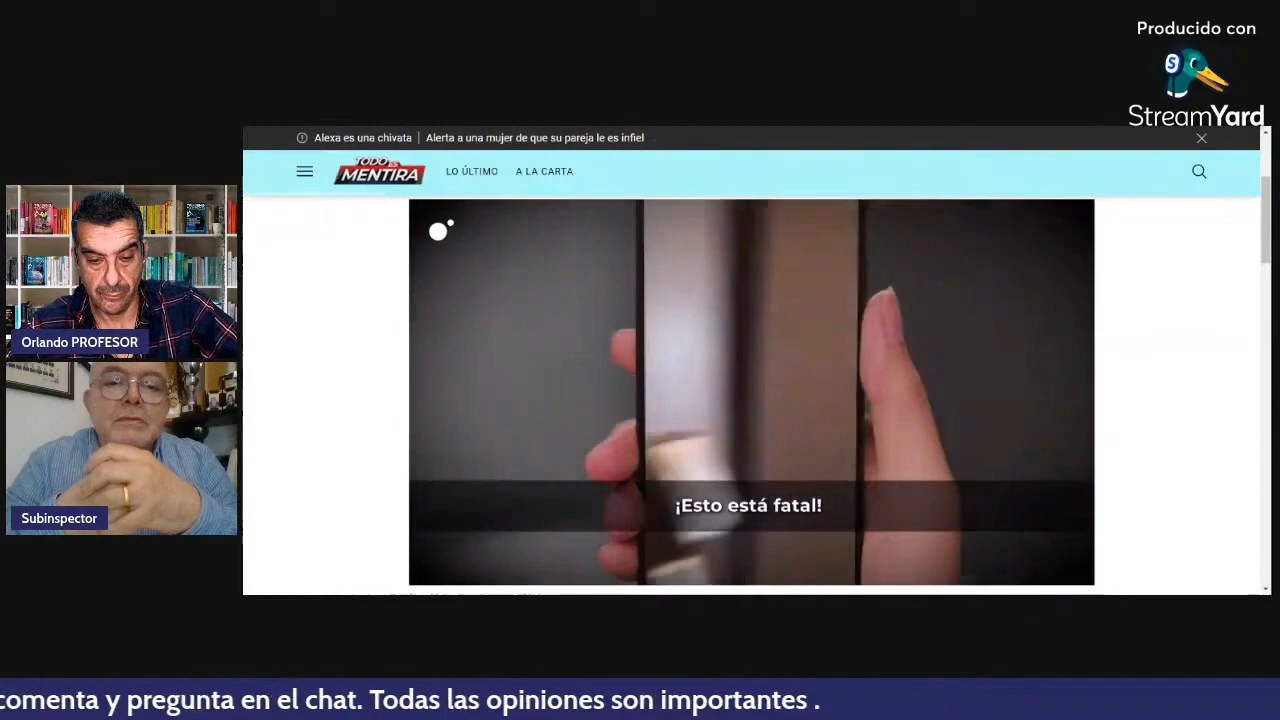 Producido con
StreamYard
Alexa es una chivata | Alerta a una mujer de que su pareja le es infiel
TODO ES
MENTIRA
LO ÚLTIMO
A LA CARTA
¡Esto está fatal!
Orlando PROFESOR
Subinspector
comenta y pregunta en el chat. Todas las opiniones son importantes .